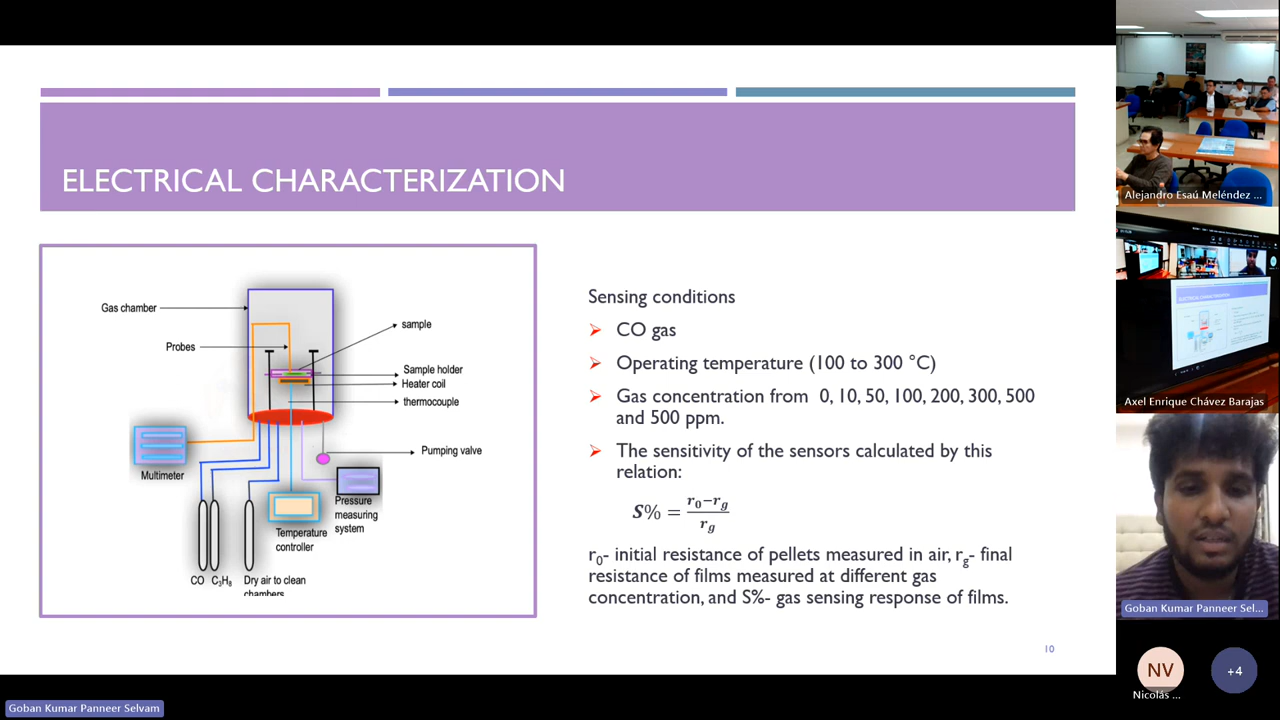 ELECTRICAL CHARACTERIZATION
Gas chamber
Probes
sample
Sample holder
Heater coil
thermocouple
Pumping valve
Multimeter
Pressure
measuring
system
Temperature
controller
CO
C3H8
Dry air to clean
chambers
Sensing conditions
➢ CO gas
➢ Operating temperature (100 to 300 °C)
➢ Gas concentration from 0, 10, 50, 100, 200, 300, 500
and 500 ppm.
➢ The sensitivity of the sensors calculated by this
relation:
S% = r0−rg / rg
r0- initial resistance of pellets measured in air, rg- final
resistance of films measured at different gas
concentration, and S%- gas sensing response of films.
10
Alejandro Esaú Meléndez ...
ELECTRICAL CHARACTERIZATION
Axel Enrique Chávez Barajas
Goban Kumar Panneer Sel...
NV
Nicolás ...
+4
Goban Kumar Panneer Selvam